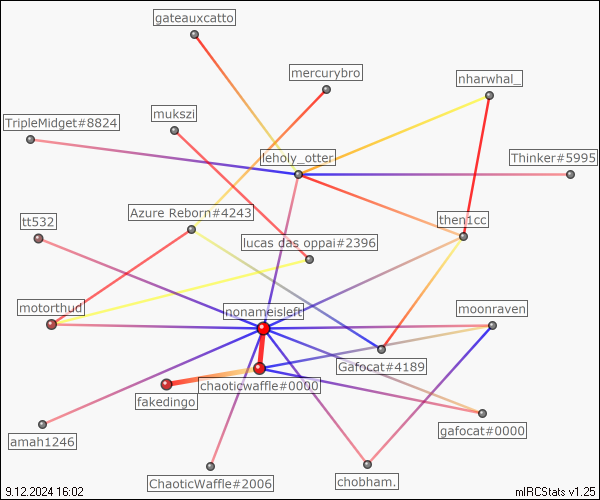 gateauxcatto
mercurybro
nharwhal_
mukszi
TripleMidget#8824
leholy_otter
Thinker#5995
Azure Reborn#4243
tt532
then1cc
lucas das oppai#2396
motorthud
nonameisleft
moonraven
Gafocat#4189
chaoticwaffle#0000
fakedingo
gafocat#0000
amah1246
ChaoticWaffle#2006
chobham.
9.12.2024 16:02
mIRCStats v1.25